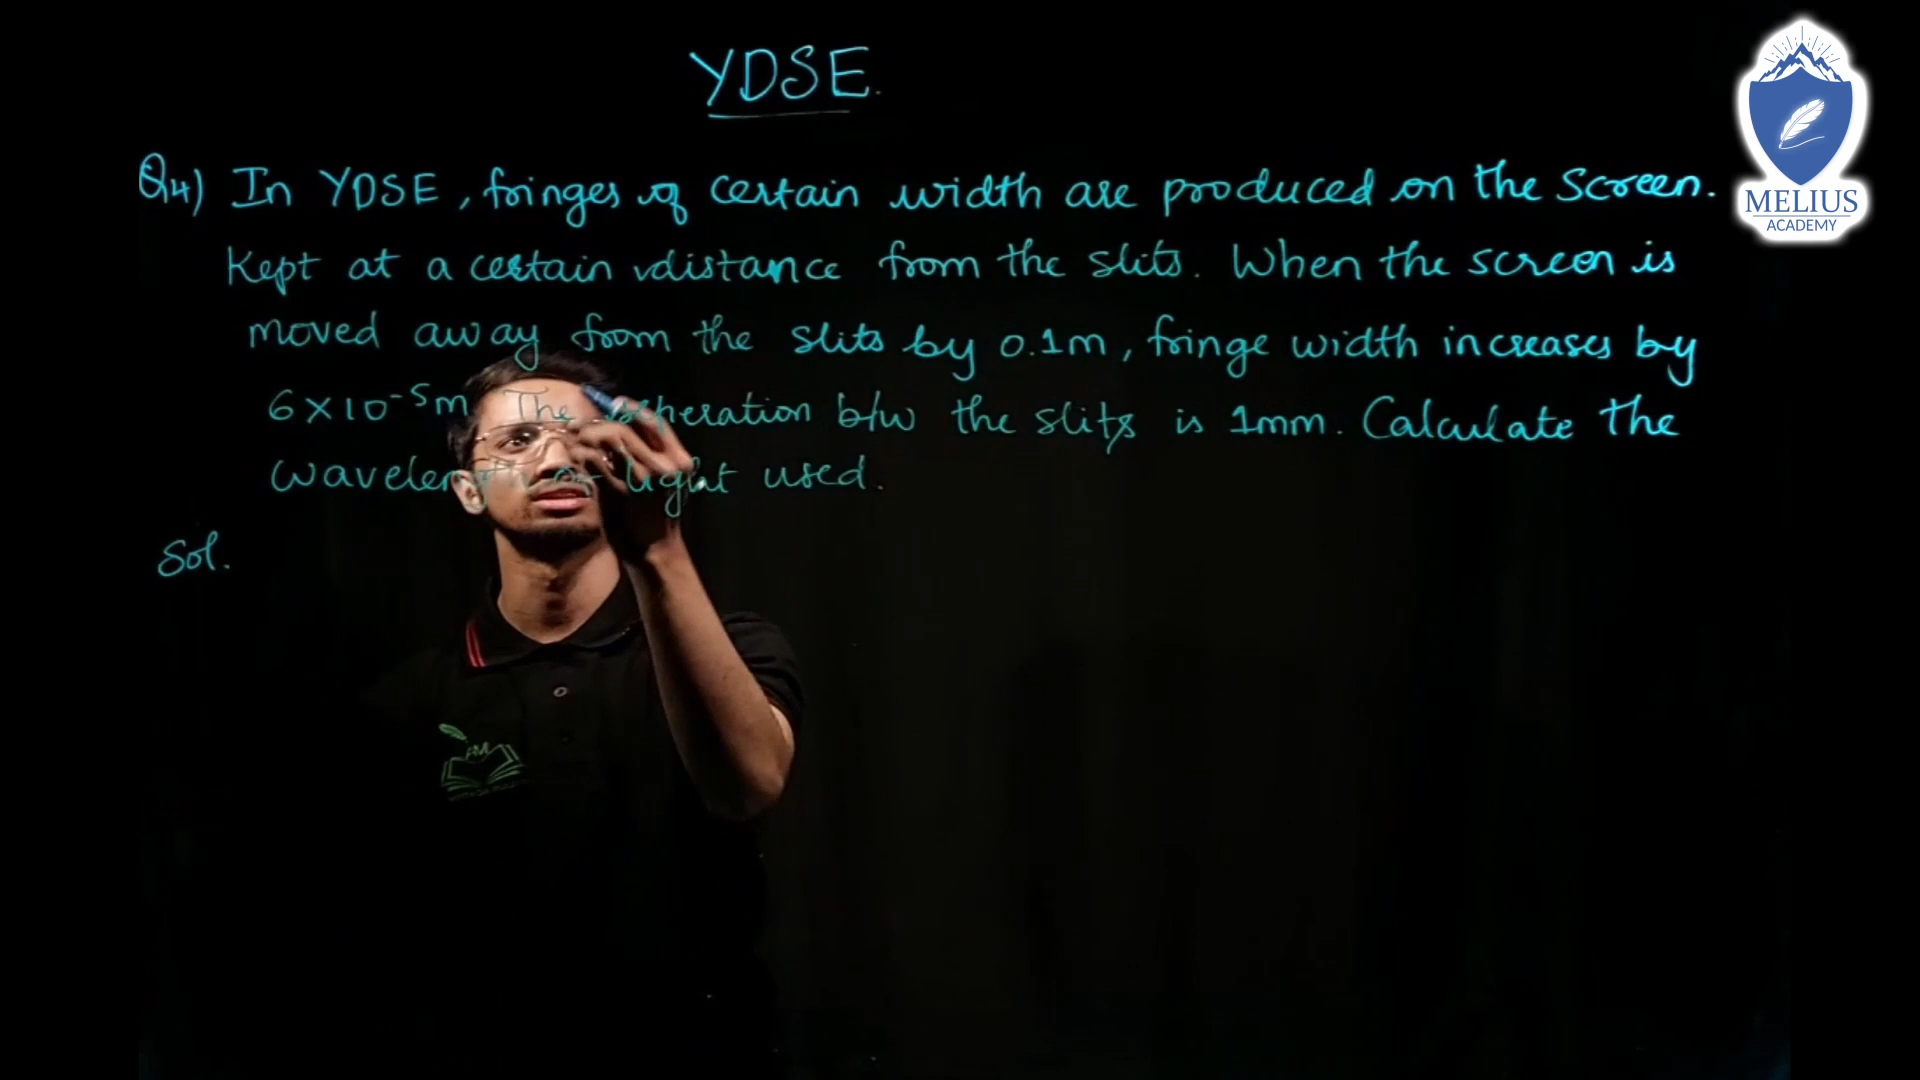 YDSE.
MELIUS
ACADEMY
Q4) In YDSE, fringes of certain width are produced on the screen.
Kept at a certain distance from the slits. When the screen is
moved away from the slits by 0.1m, fringe width increases by
6×10⁻⁵m The seperation b/w the slits is 1mm. Calculate the
wavelength of light used.
Sol.